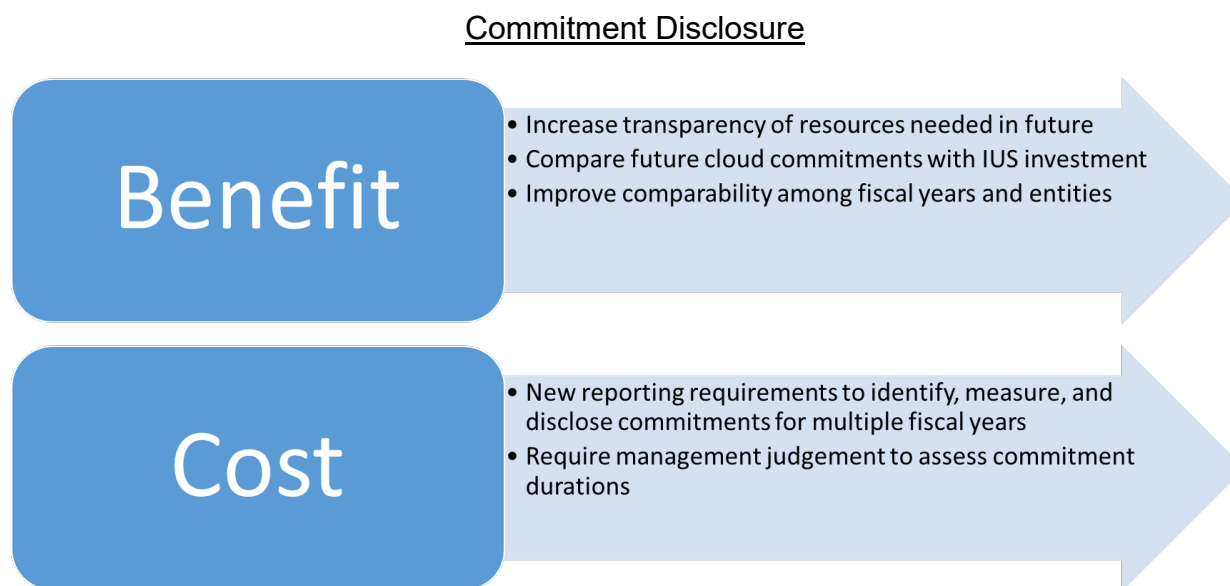 Commitment Disclosure
Benefit
• Increase transparency of resources needed in future
• Compare future cloud commitments with IUS investment
• Improve comparability among fiscal years and entities
Cost
• New reporting requirements to identify, measure, and
disclose commitments for multiple fiscal years
• Require management judgement to assess commitment
durations